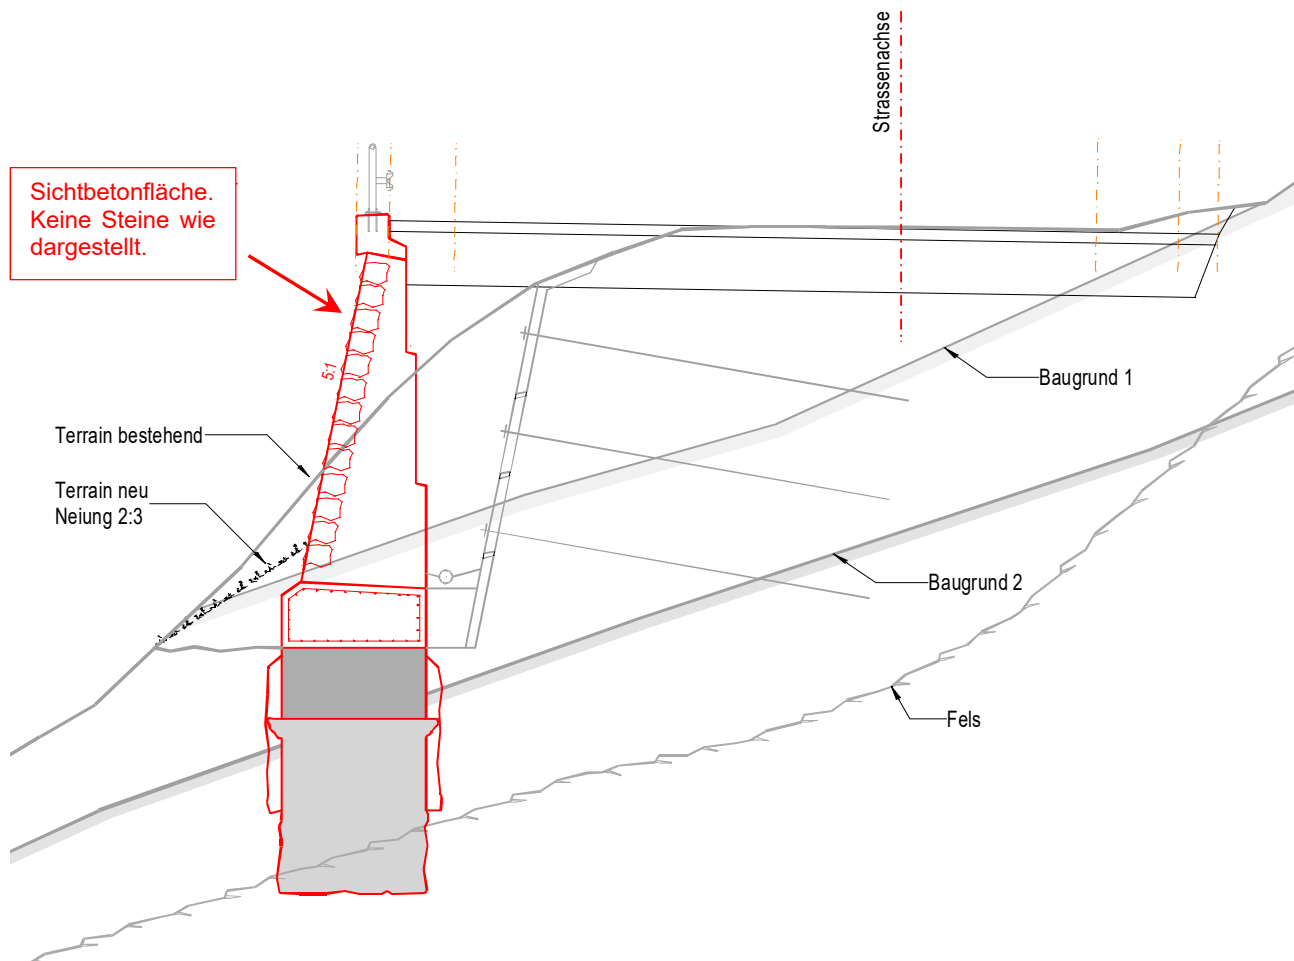 Strassenachse
Sichtbetonfläche.
Keine Steine wie
dargestellt.
5:1
Baugrund 1
Terrain bestehend
Terrain neu
Neiung 2:3
Baugrund 2
Fels